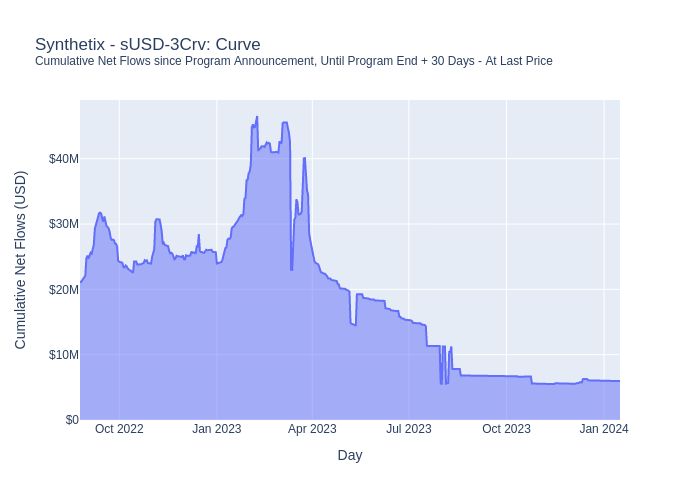 Synthetix - sUSD-3Crv: Curve
Cumulative Net Flows since Program Announcement, Until Program End + 30 Days - At Last Price
Cumulative Net Flows (USD)
$40M
$30M
$20M
$10M
$0
Oct 2022
Jan 2023
Apr 2023
Jul 2023
Oct 2023
Jan 2024
Day